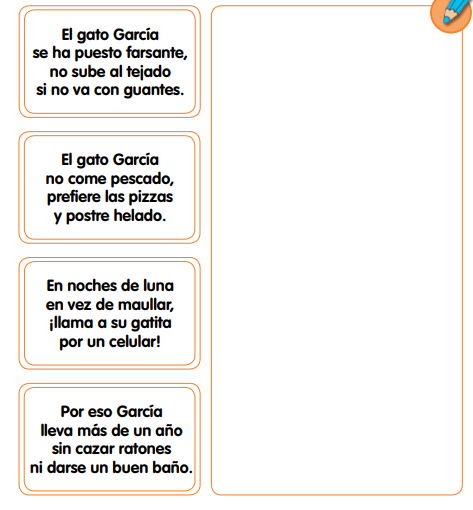 El gato García
se ha puesto farsante,
no sube al tejado
si no va con guantes.
El gato García
no come pescado,
prefiere las pizzas
y postre helado.
En noches de luna
en vez de maullar,
¡llama a su gatita
por un celular!
Por eso García
lleva más de un año
sin cazar ratones
ni darse un buen baño.